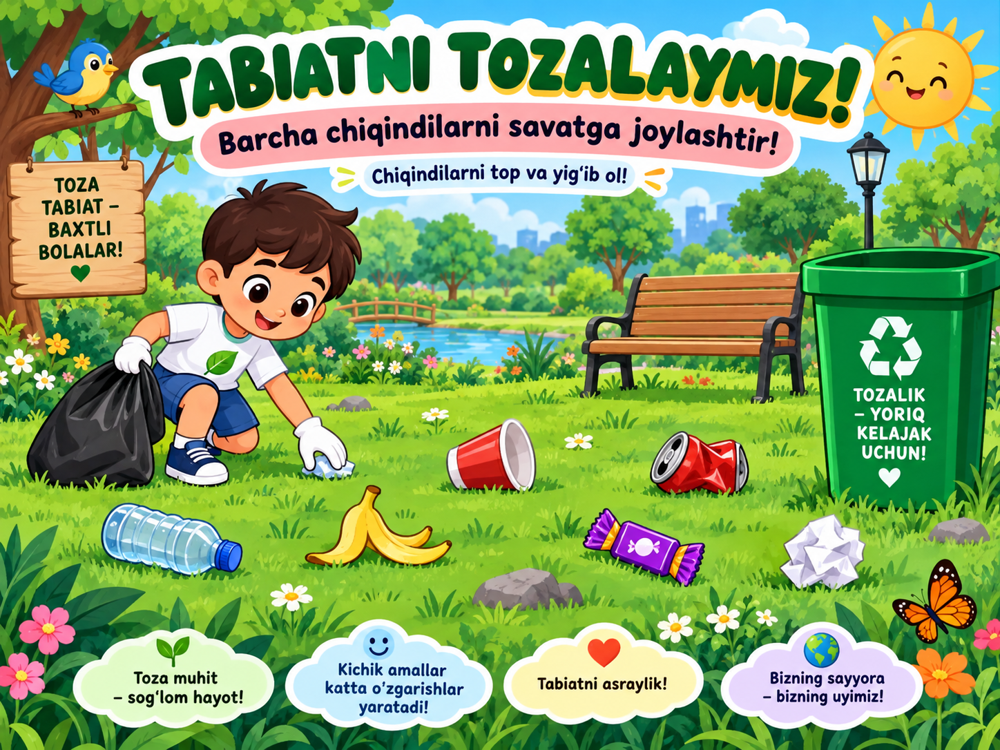 TABIATNI TOZALAYMIZ!
Barcha chiqindilarni savatga joylashtir!
Chiqindilarni top va yig‘ib ol!
TOZA
TABIAT –
BAXTLI
BOLALAR!
TOZALIK
– YORIQ
KELAJAK
UCHUN!
Toza muhit
– sog‘lom hayot!
Kichik amallar
katta o‘zgarishlar
yaratadi!
Tabiatni asraylik!
Bizning sayyora
– bizning uyimiz!